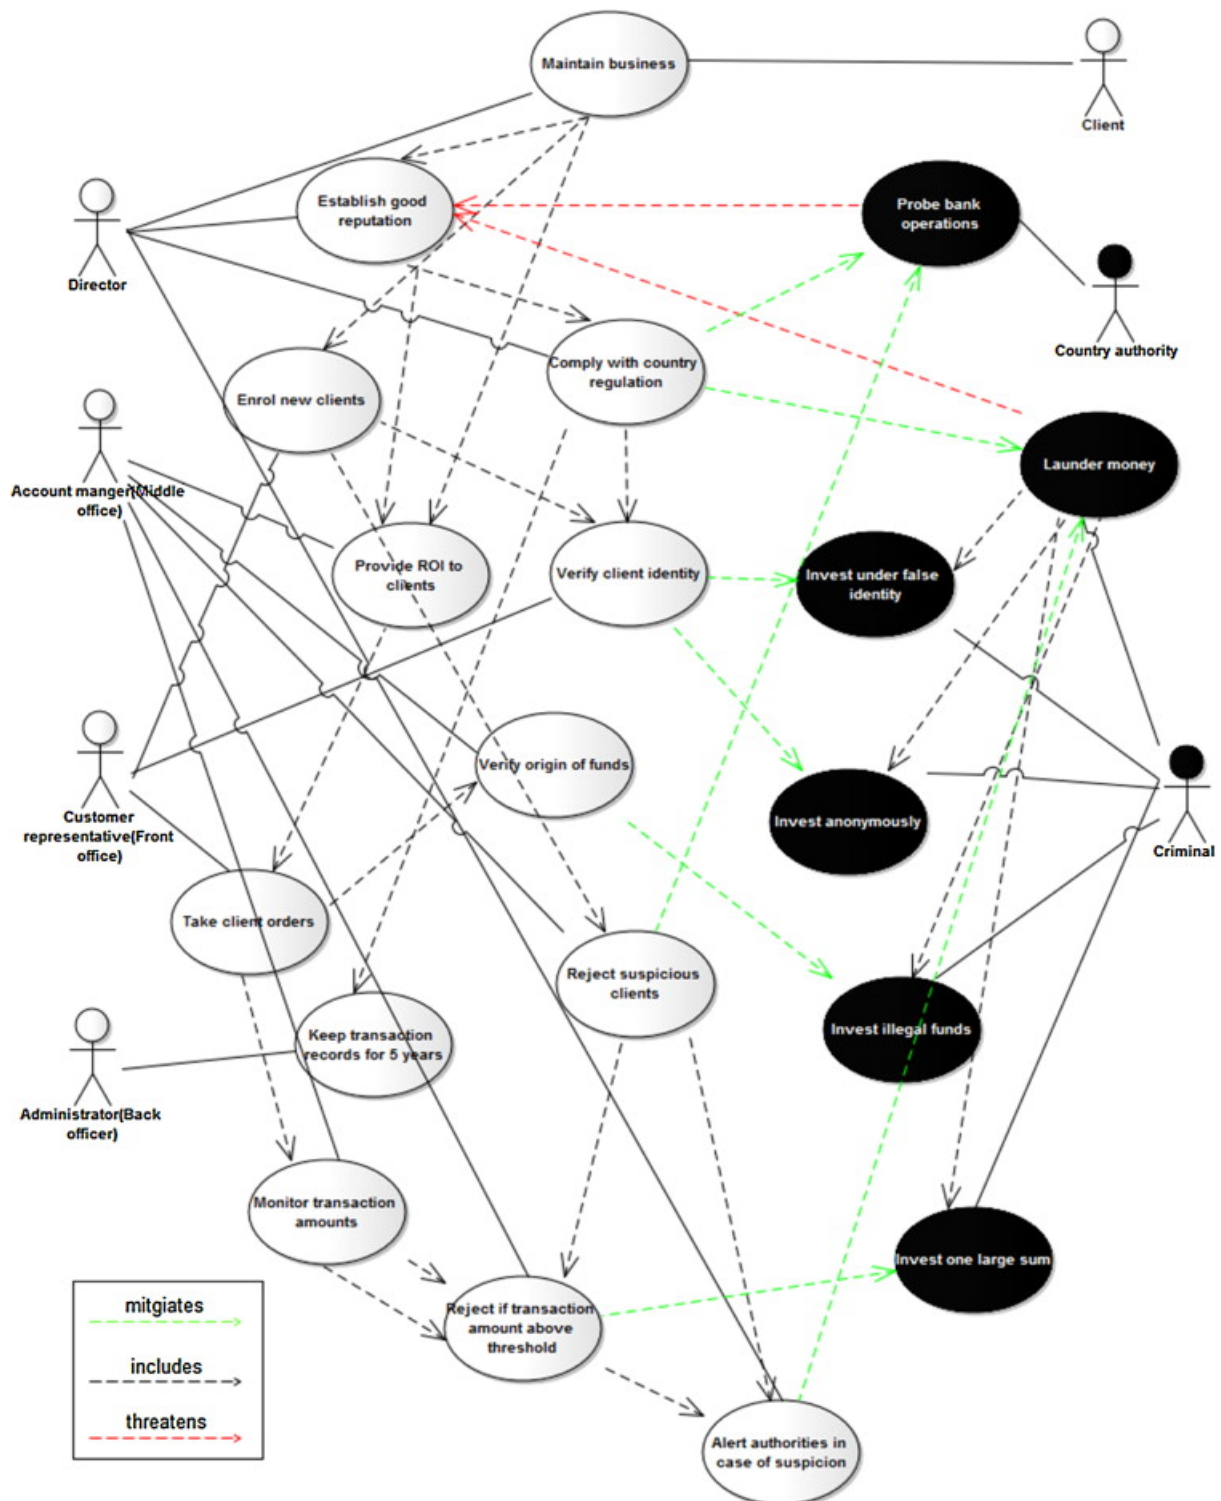 Maintain business
Client
Establish good
reputation
Probe bank
operations
Director
Country authority
Comply with country
regulation
Enrol new clients
Launder money
Account manger(Middle
office)
Provide ROI to
clients
Verify client identity
Invest under false
identity
Verify origin of funds
Customer
representative(Front
office)
Invest anonymously
Criminal
Take client orders
Reject suspicious
clients
Keep transaction
records for 5 years
Invest illegal funds
Administrator(Back
officer)
Monitor transaction
amounts
Invest one large sum
mitgiates
includes
threatens
Reject if transaction
amount above
threshold
Alert authorities in
case of suspicion